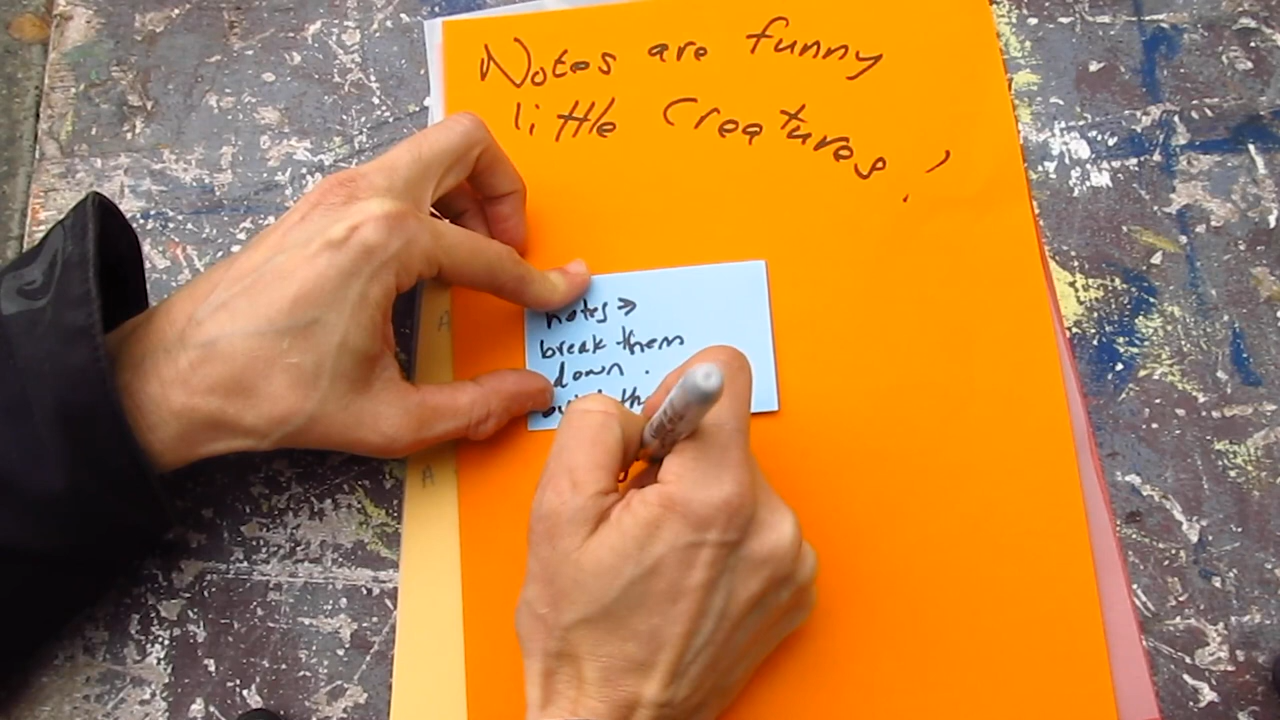 Notes are funny
little Creatures!
notes →
break them
down.
A
A